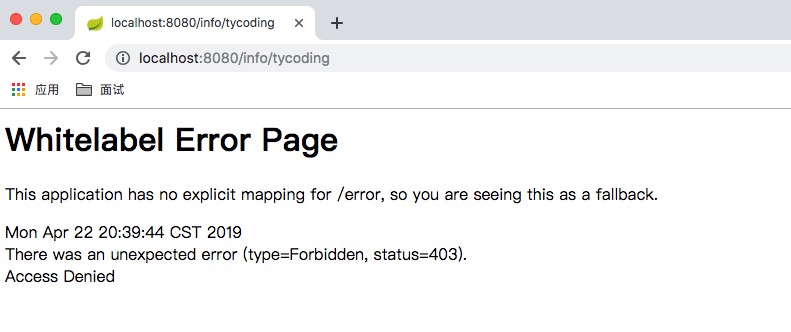 localhost:8080/info/tycoding
localhost:8080/info/tycoding
应用 面试
Whitelabel Error Page
This application has no explicit mapping for /error, so you are seeing this as a fallback.
Mon Apr 22 20:39:44 CST 2019
There was an unexpected error (type=Forbidden, status=403).
Access Denied